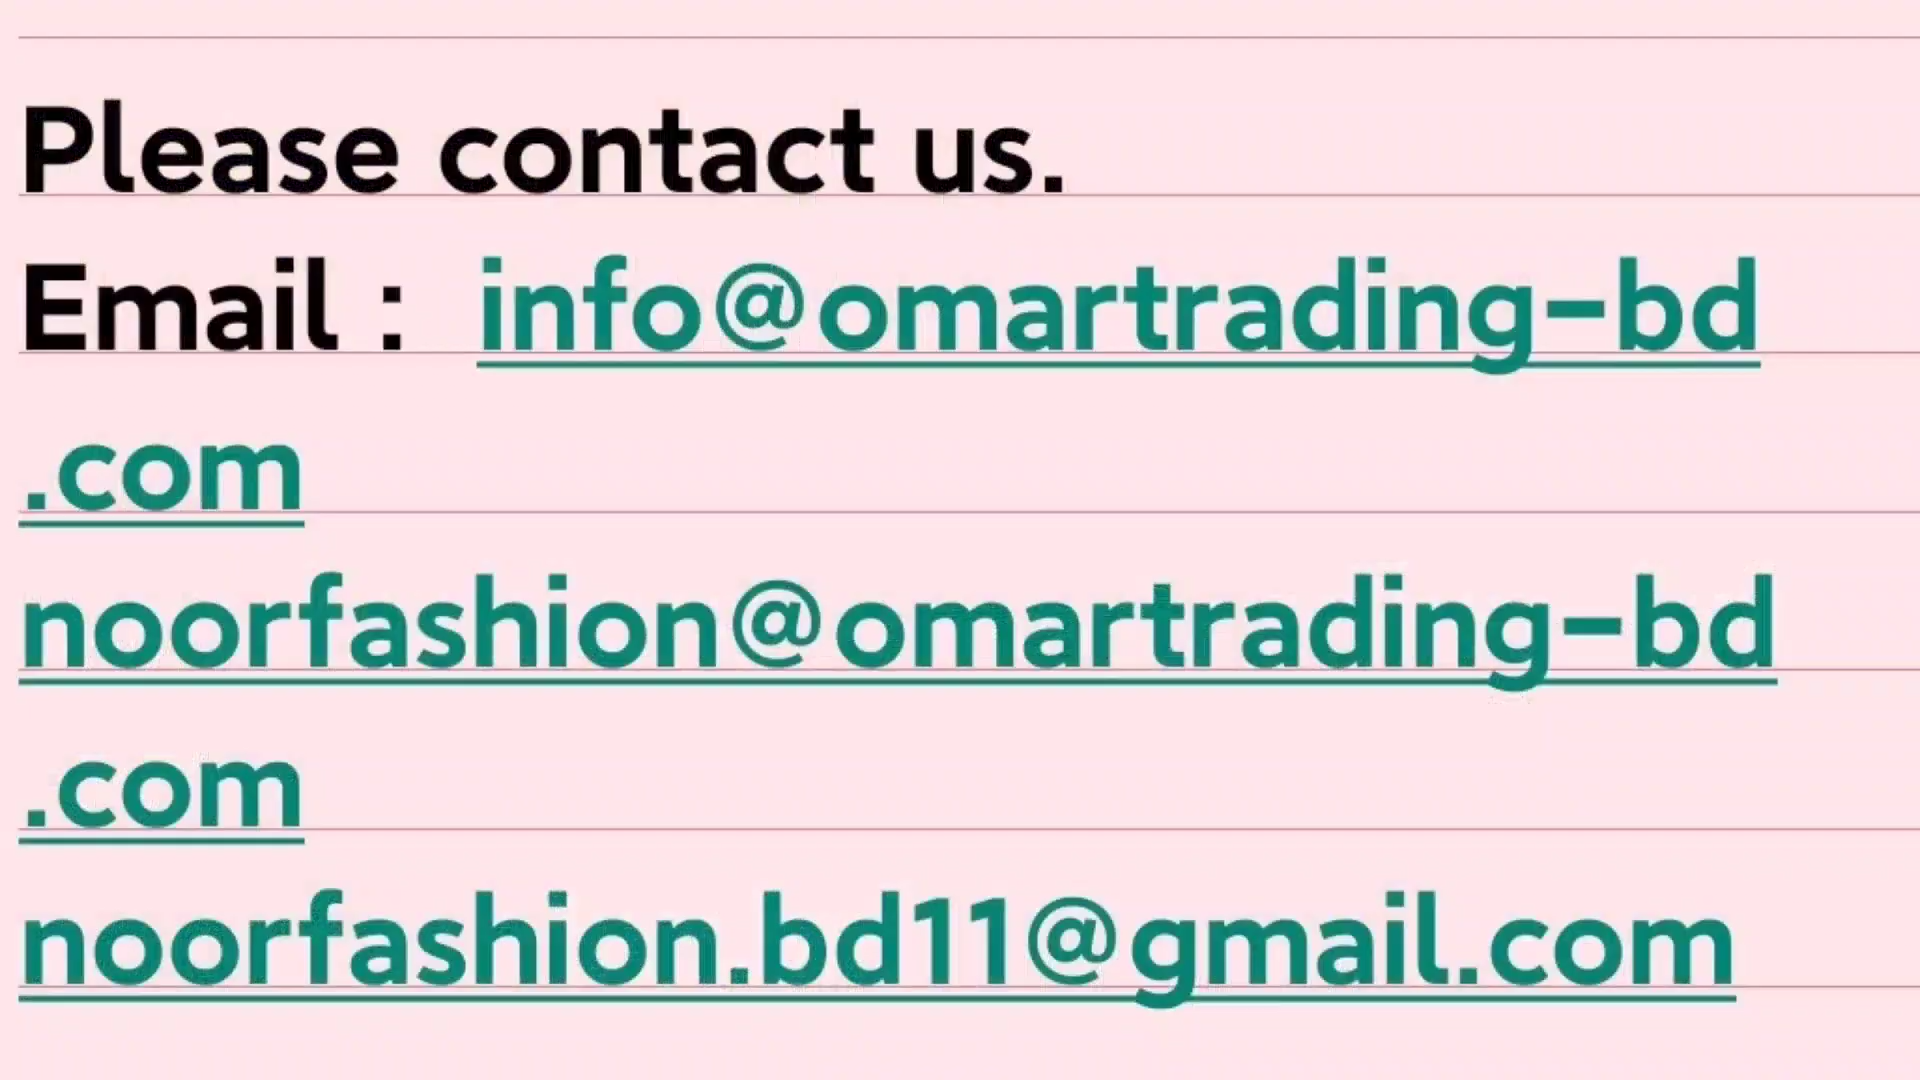 Please contact us.
Email :  info@omartrading-bd
.com
noorfashion@omartrading-bd
.com
noorfashion.bd11@gmail.com